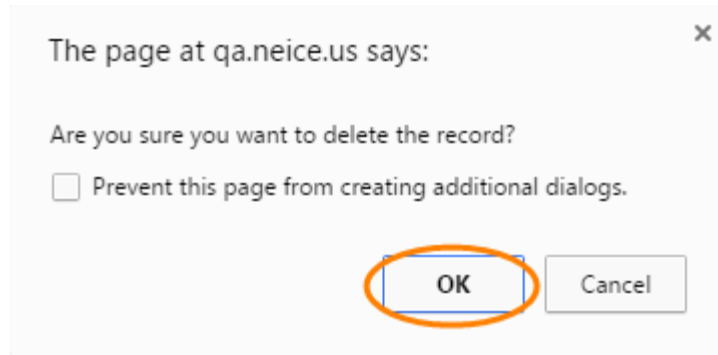 The page at qa.neice.us says:
Are you sure you want to delete the record?
Prevent this page from creating additional dialogs.
OK Cancel